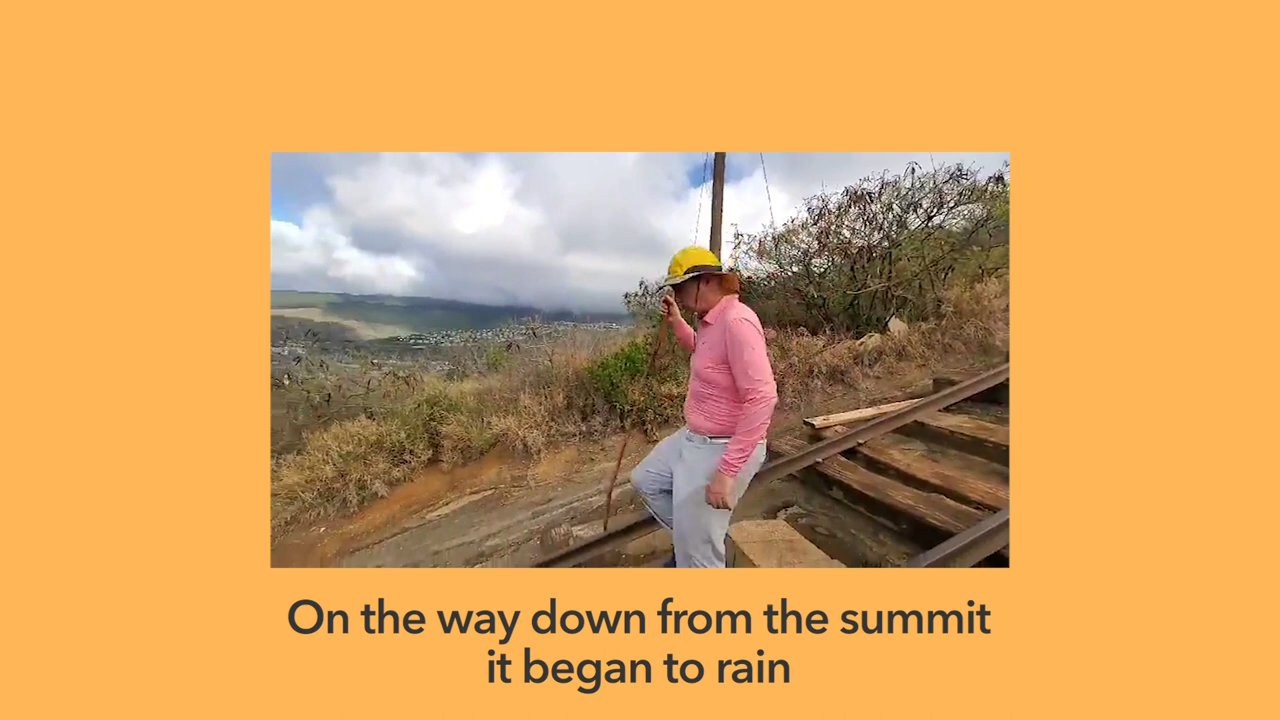 On the way down from the summit
it began to rain